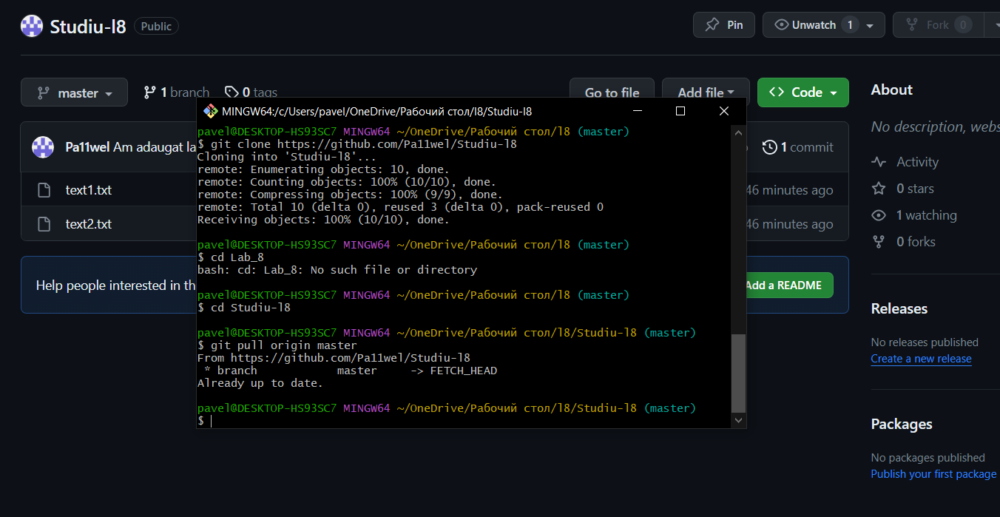 Studiu-l8 Public
Pin
Unwatch 1
Fork 0
master
1 branch
0 tags
Go to file
Add file
Code
About
MINGW64:/c/Users/pavel/OneDrive/Рабочий стол/l8/Studiu-l8
No description, webs
Pa11wel Am adaugat la
1 commit
Activity
text1.txt
46 minutes ago
0 stars
text2.txt
46 minutes ago
1 watching
0 forks
Help people interested in th
Add a README
pavel@DESKTOP-HS93SC7 MINGW64 ~/OneDrive/Рабочий стол/l8 (master)
$ git clone https://github.com/Pa11wel/Studiu-l8
Cloning into 'Studiu-l8'...
remote: Enumerating objects: 10, done.
remote: Counting objects: 100% (10/10), done.
remote: Compressing objects: 100% (9/9), done.
remote: Total 10 (delta 0), reused 3 (delta 0), pack-reused 0
Receiving objects: 100% (10/10), done.
pavel@DESKTOP-HS93SC7 MINGW64 ~/OneDrive/Рабочий стол/l8 (master)
$ cd Lab_8
bash: cd: Lab_8: No such file or directory
pavel@DESKTOP-HS93SC7 MINGW64 ~/OneDrive/Рабочий стол/l8 (master)
$ cd Studiu-l8
pavel@DESKTOP-HS93SC7 MINGW64 ~/OneDrive/Рабочий стол/l8/Studiu-l8 (master)
$ git pull origin master
From https://github.com/Pa11wel/Studiu-l8
 * branch            master     -> FETCH_HEAD
Already up to date.
pavel@DESKTOP-HS93SC7 MINGW64 ~/OneDrive/Рабочий стол/l8/Studiu-l8 (master)
$
Releases
No releases published
Create a new release
Packages
No packages published
Publish your first package